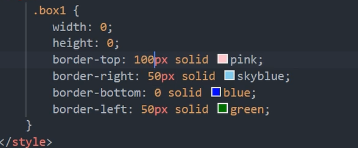 .box1 {
width: 0;
height: 0;
border-top: 100px solid pink;
border-right: 50px solid skyblue;
border-bottom: 0 solid blue;
border-left: 50px solid green;
}
</style>